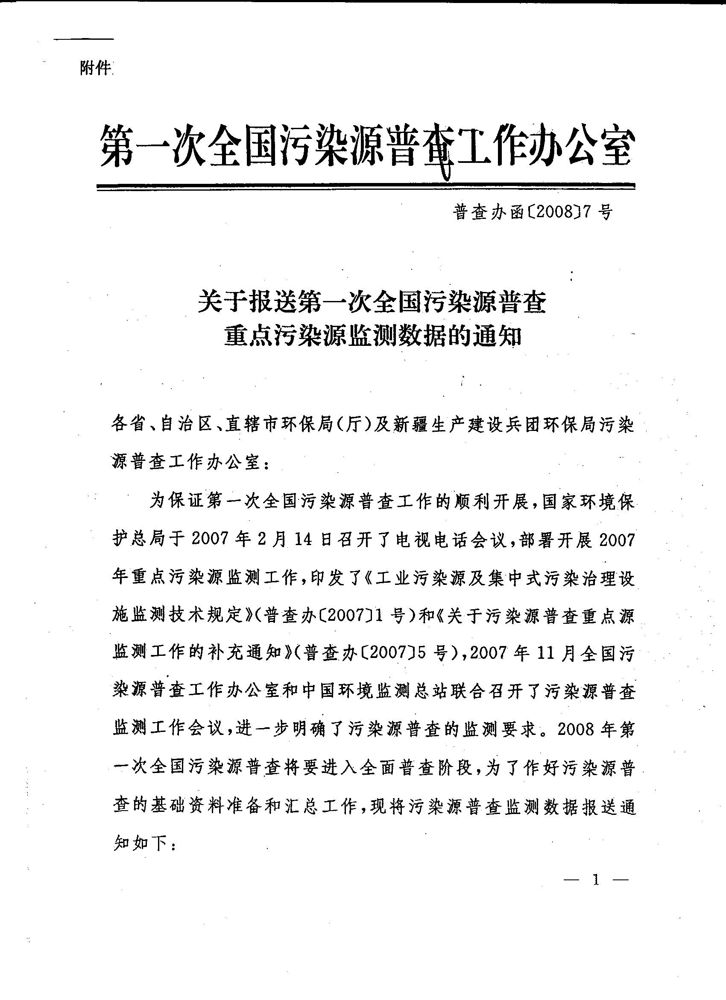 附件
第一次全国污染源普查工作办公室
普查办函〔2008〕7号
关于报送第一次全国污染源普查
重点污染源监测数据的通知
各省、自治区、直辖市环保局(厅)及新疆生产建设兵团环保局污染
源普查工作办公室:
为保证第一次全国污染源普查工作的顺利开展,国家环境保
护总局于2007年2月14日召开了电视电话会议,部署开展2007
年重点污染源监测工作,印发了《工业污染源及集中式污染治理设
施监测技术规定》(普查办〔2007〕1号)和《关于污染源普查重点源
监测工作的补充通知》(普查办〔2007〕5号),2007年11月全国污
染源普查工作办公室和中国环境监测总站联合召开了污染源普查
监测工作会议,进一步明确了污染源普查的监测要求。2008年第
一次全国污染源普查将要进入全面普查阶段,为了作好污染源普
查的基础资料准备和汇总工作,现将污染源普查监测数据报送通
知如下:
— 1 —